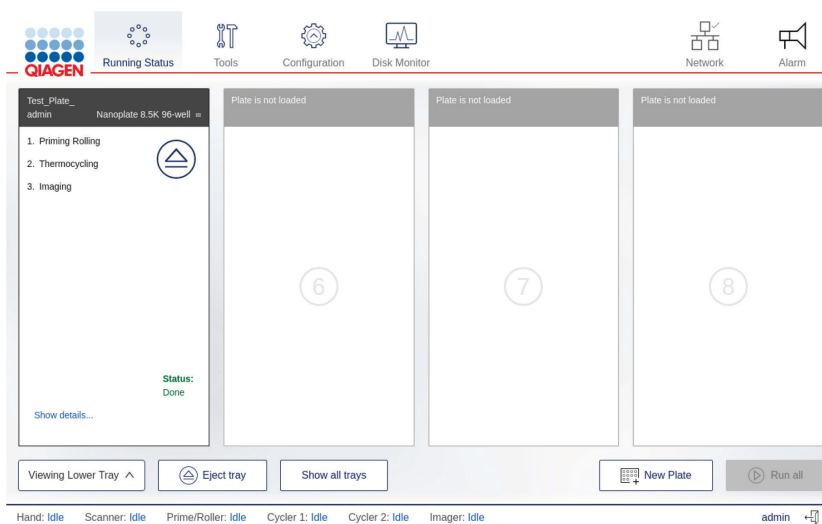 QIAGEN
Running Status
Tools
Configuration
Disk Monitor
Network
Alarm
Test_Plate_
admin Nanoplate 8.5K 96-well
1. Priming Rolling
2. Thermocycling
3. Imaging
Status:
Done
Show details...
Plate is not loaded
6
Plate is not loaded
7
Plate is not loaded
8
Viewing Lower Tray
Eject tray
Show all trays
New Plate
Run all
Hand: Idle Scanner: Idle Prime/Roller: Idle Cycler 1: Idle Cycler 2: Idle Imager: Idle admin